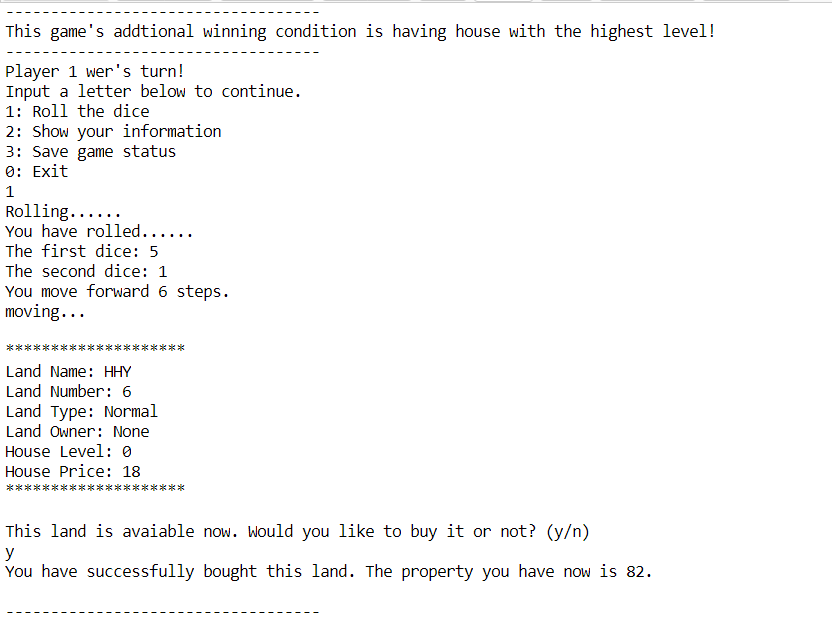 -----------------------------------
This game's addtional winning condition is having house with the highest level!
-----------------------------------
Player 1 wer's turn!
Input a letter below to continue.
1: Roll the dice
2: Show your information
3: Save game status
0: Exit
1
Rolling......
You have rolled......
The first dice: 5
The second dice: 1
You move forward 6 steps.
moving...

********************
Land Name: HHY
Land Number: 6
Land Type: Normal
Land Owner: None
House Level: 0
House Price: 18
********************

This land is avaiable now. Would you like to buy it or not? (y/n)
y
You have successfully bought this land. The property you have now is 82.

-----------------------------------